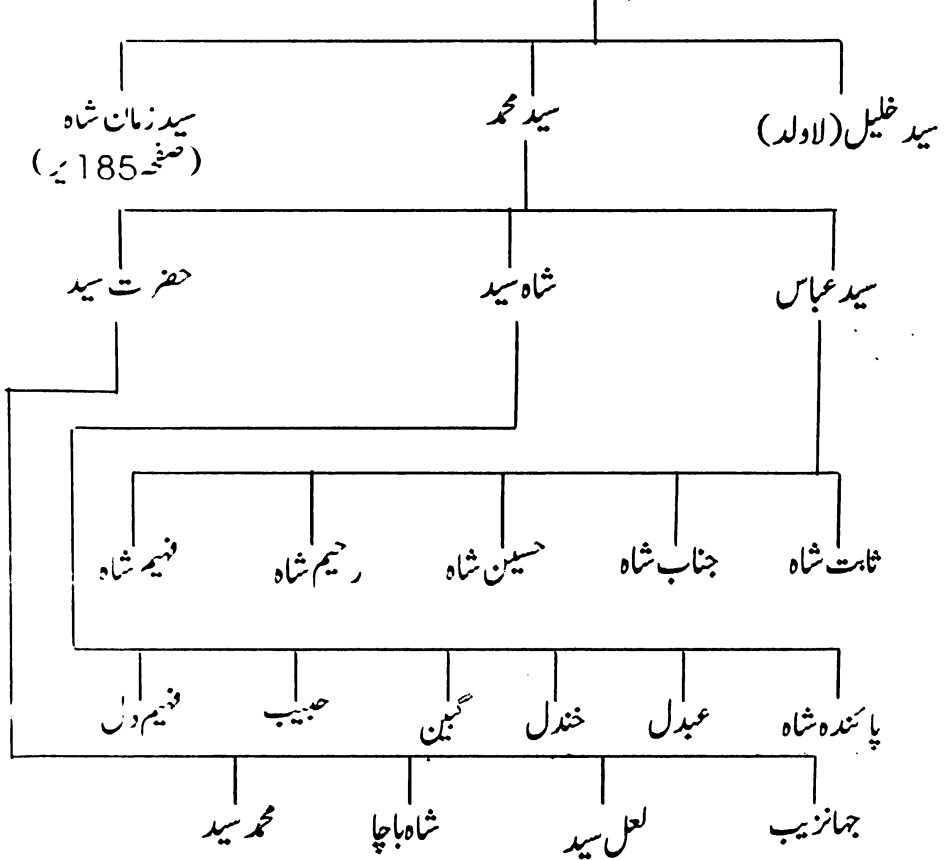 سید خلیل (لاولد)
سید محمد
سید زمان شاہ
(صفحہ 185 پر)
سید عباس
شاہ سید
حضرت سید
ثابت شاہ
جناب شاہ
حسین شاہ
رحیم شاہ
فہیم شاہ
پائندہ شاہ
عبدل
خندل
گبین
حبیب
فہیم دل
جہانزیب
لعل سید
شاہ باچا
محمد سید